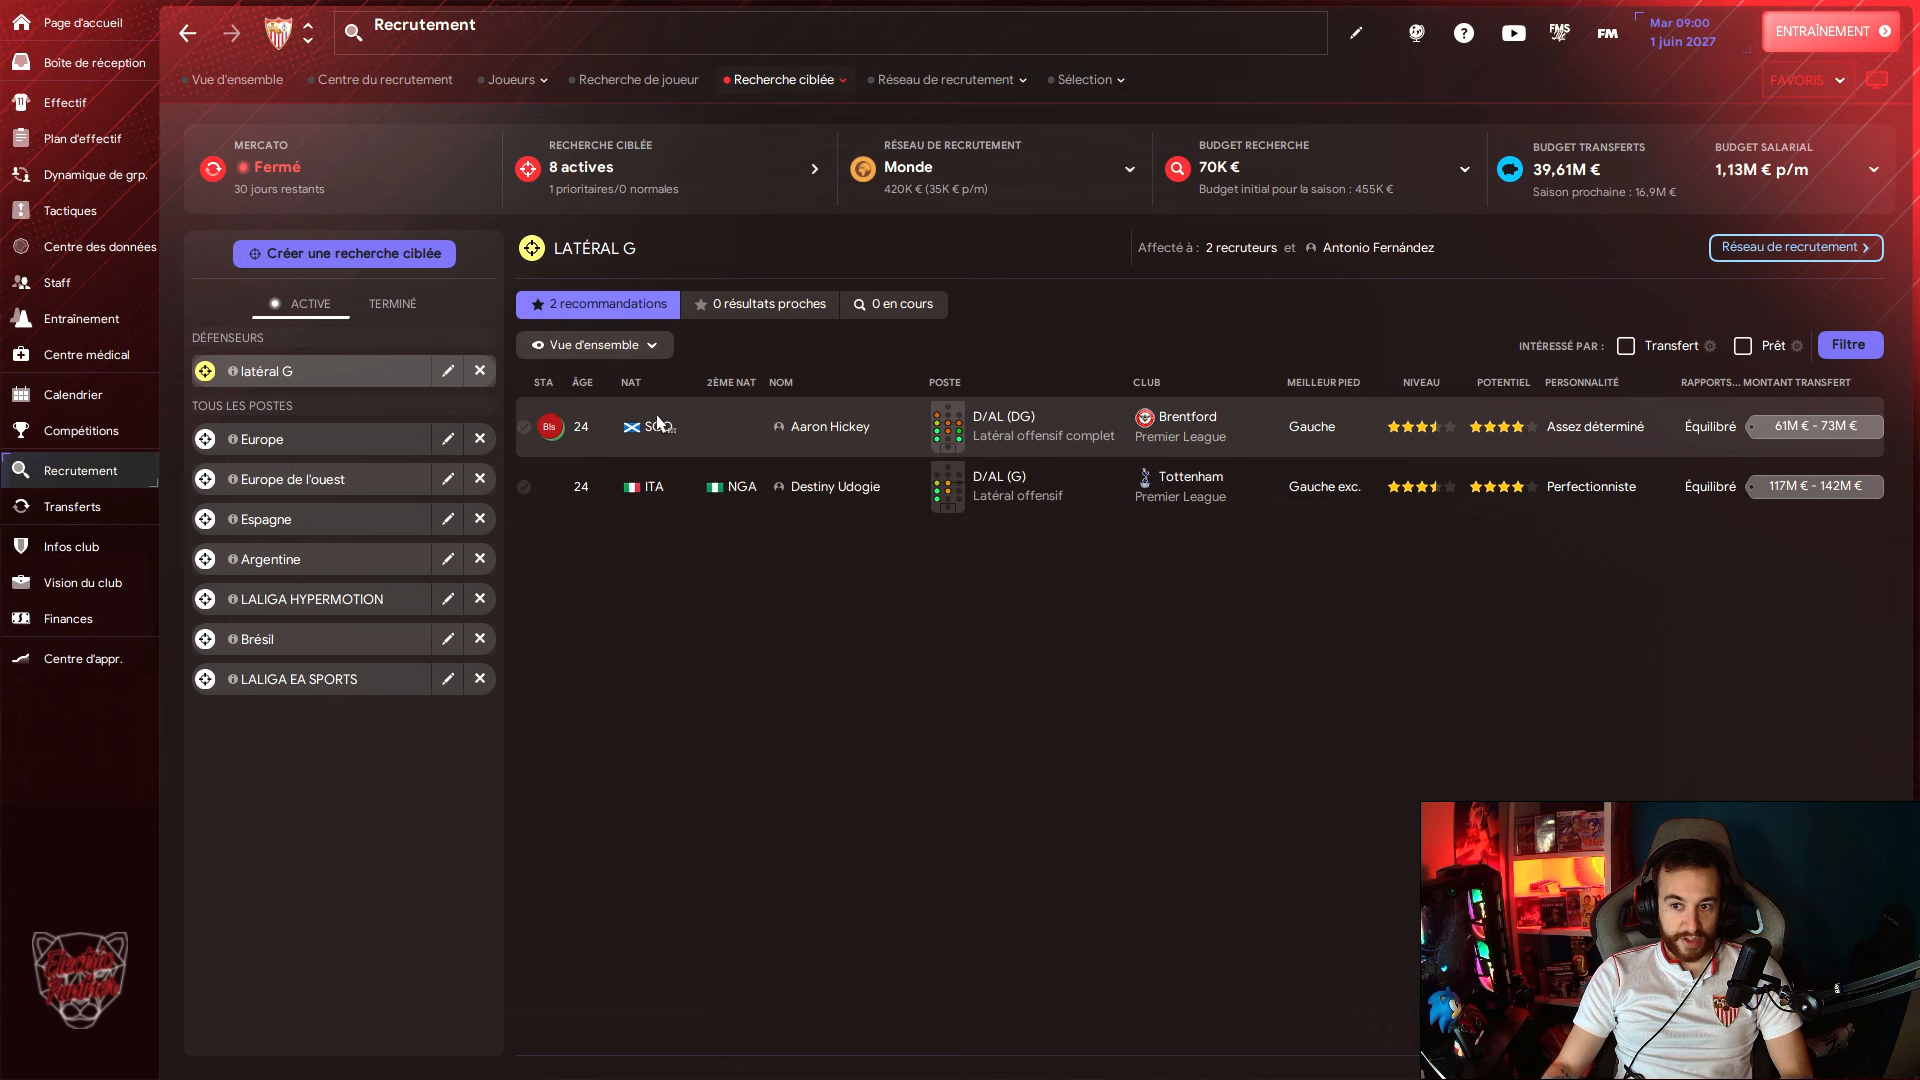 Page d'accueil
Boîte de réception
Effectif
Plan d'effectif
Dynamique de grp.
Tactiques
Centre des données
Staff
Entraînement
Centre médical
Calendrier
Compétitions
Recrutement
Transferts
Infos club
Vision du club
Finances
Centre d'appr.
Electric Panther
Recrutement
FMS
FM
Mar 09:00
1 juin 2027
ENTRAÎNEMENT
Vue d'ensemble
Centre du recrutement
Joueurs
Recherche de joueur
Recherche ciblée
Réseau de recrutement
Sélection
FAVORIS
MERCATO
Fermé
30 jours restants
RECHERCHE CIBLÉE
8 actives
1 prioritaires/0 normales
RÉSEAU DE RECRUTEMENT
Monde
420K € (35K € p/m)
BUDGET RECHERCHE
70K €
Budget initial pour la saison : 455K €
BUDGET TRANSFERTS
39,61M €
Saison prochaine : 16,9M €
BUDGET SALARIAL
1,13M € p/m
Créer une recherche ciblée
ACTIVE
TERMINÉ
DÉFENSEURS
latéral G
TOUS LES POSTES
Europe
Europe de l'ouest
Espagne
Argentine
LALIGA HYPERMOTION
Brésil
LALIGA EA SPORTS
LATÉRAL G
Affecté à : 2 recruteurs et Antonio Fernández
Réseau de recrutement
2 recommandations
0 résultats proches
0 en cours
Vue d'ensemble
INTÉRESSÉ PAR :
Transfert
Prêt
Filtre
STA ÂGE NAT 2ÈME NAT NOM POSTE CLUB MEILLEUR PIED NIVEAU POTENTIEL PERSONNALITÉ RAPPORTS... MONTANT TRANSFERT
Bls 24 SCO Aaron Hickey D/AL (DG) Brentford Gauche Assez déterminé Équilibré 61M € - 73M €
Latéral offensif complet Premier League
24 ITA NGA Destiny Udogie D/AL (G) Tottenham Gauche exc. Perfectionniste Équilibré 117M € - 142M €
Latéral offensif Premier League